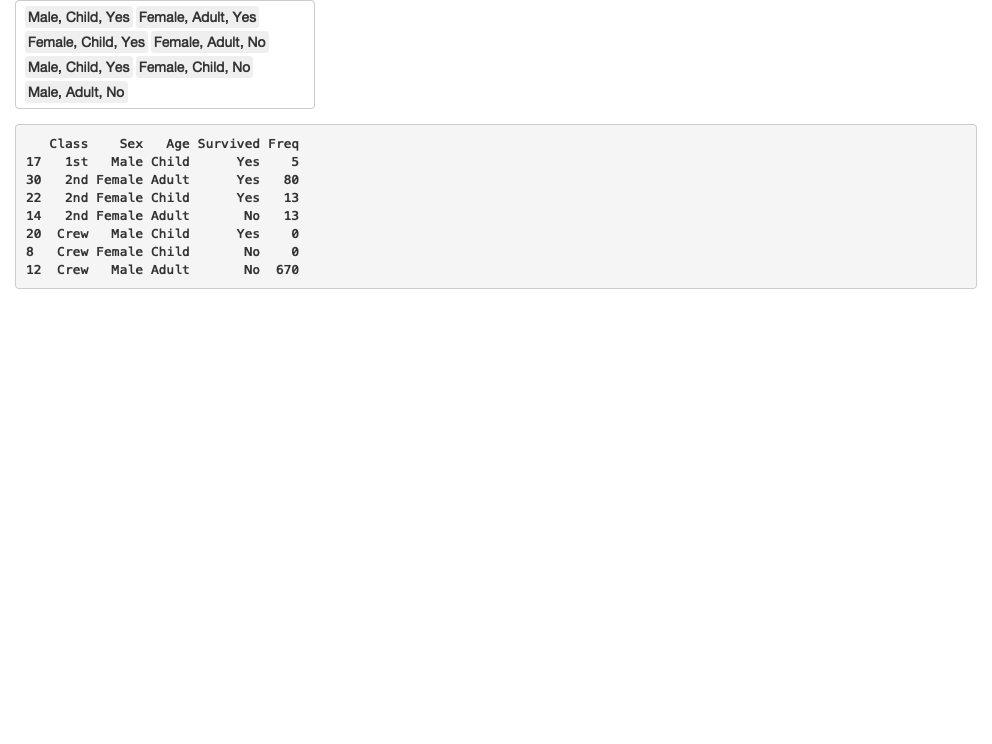 Male, Child, Yes Female, Adult, Yes
Female, Child, Yes Female, Adult, No
Male, Child, Yes Female, Child, No
Male, Adult, No
   Class    Sex   Age Survived Freq
17   1st   Male Child      Yes    5
30   2nd Female Adult      Yes   80
22   2nd Female Child      Yes   13
14   2nd Female Adult       No   13
20  Crew   Male Child      Yes    0
8   Crew Female Child       No    0
12  Crew   Male Adult       No  670